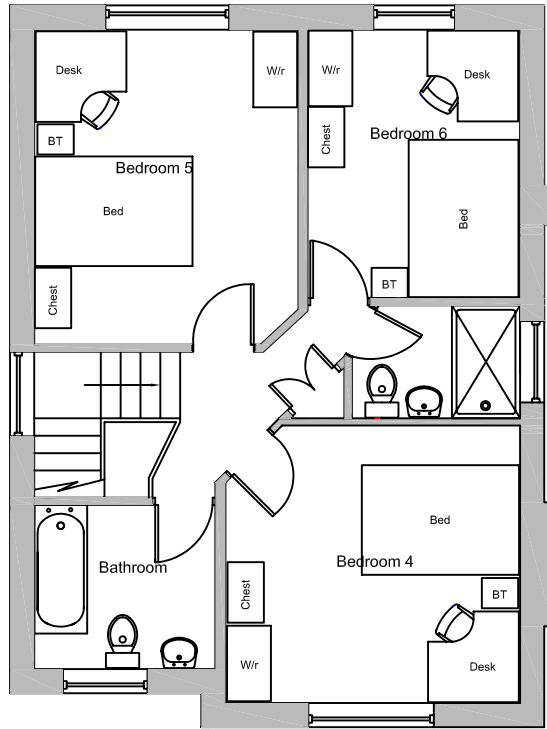 Desk
W/r
BT
Bedroom 5
Bed
Chest
W/r
Desk
Bedroom 6
Chest
Bed
BT
Bathroom
Bed
Bedroom 4
BT
Chest
W/r
Desk